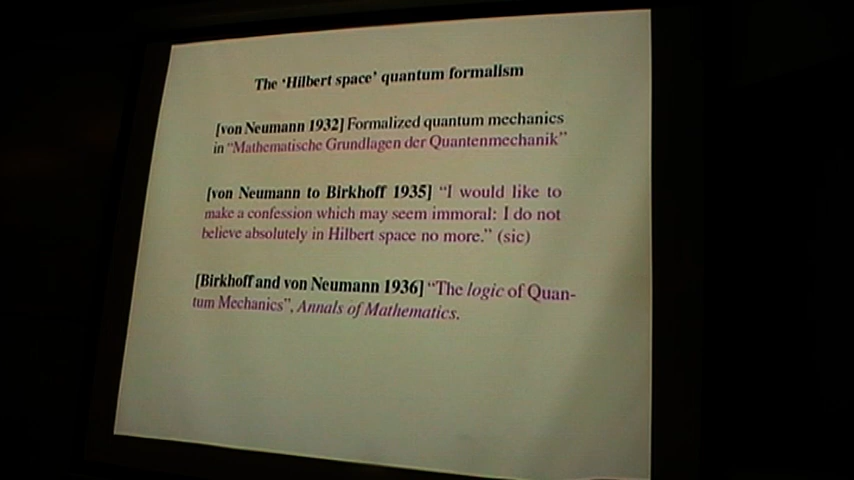 The ‘Hilbert space’ quantum formalism
[von Neumann 1932] Formalized quantum mechanics
in “Mathematische Grundlagen der Quantenmechanik”
[von Neumann to Birkhoff 1935] “I would like to
make a confession which may seem immoral: I do not
believe absolutely in Hilbert space no more.” (sic)
[Birkhoff and von Neumann 1936] “The logic of Quan-
tum Mechanics”, Annals of Mathematics.